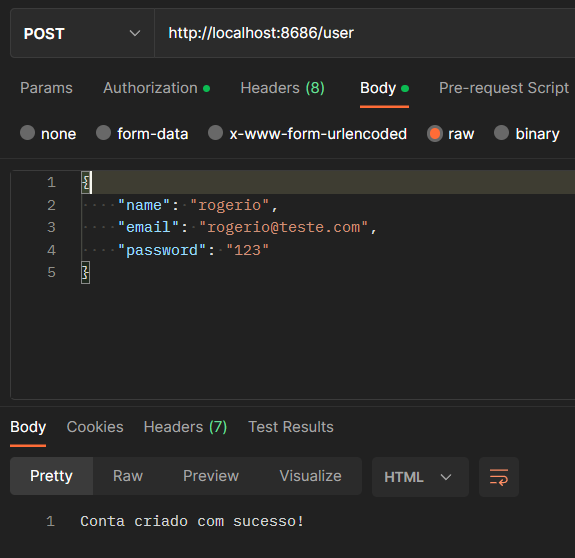 POST http://localhost:8686/user
Params Authorization Headers (8) Body Pre-request Script
none form-data x-www-form-urlencoded raw binary
1 {
2 "name": "rogerio",
3 "email": "rogerio@teste.com",
4 "password": "123"
5 }
Body Cookies Headers (7) Test Results
Pretty Raw Preview Visualize HTML
1 Conta criado com sucesso!